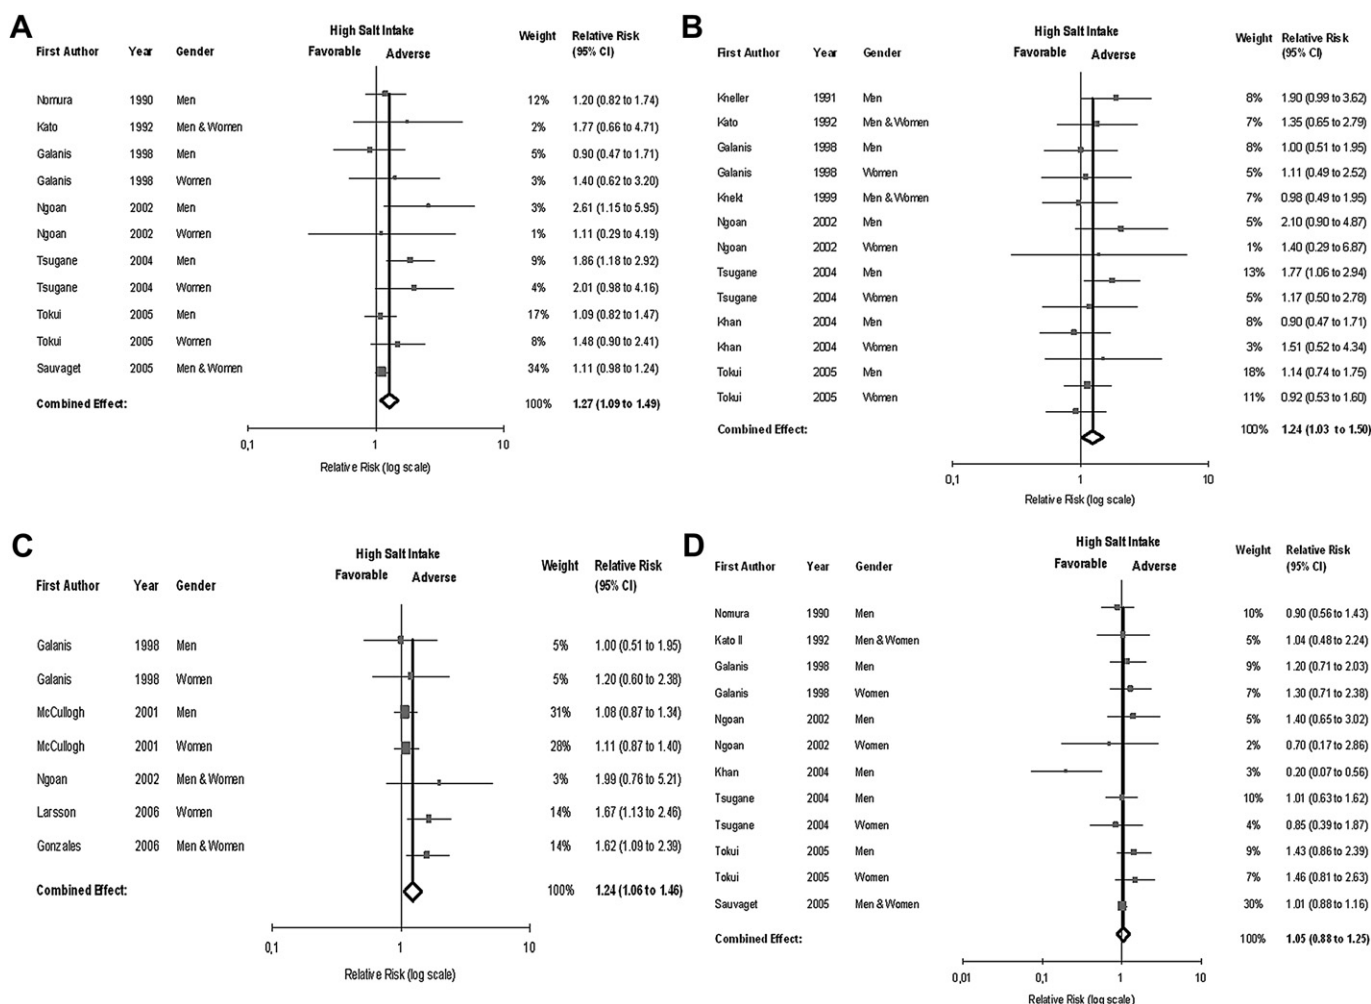 A
High Salt Intake
Favorable Adverse
First Author Year Gender Weight Relative Risk
(95% CI)
Nomura 1990 Men 12% 1.20 (0.82 to 1.74)
Kato 1992 Men & Women 2% 1.77 (0.66 to 4.71)
Galanis 1998 Men 5% 0.90 (0.47 to 1.71)
Galanis 1998 Women 3% 1.40 (0.62 to 3.20)
Ngoan 2002 Men 3% 2.61 (1.15 to 5.95)
Ngoan 2002 Women 1% 1.11 (0.29 to 4.19)
Tsugane 2004 Men 9% 1.86 (1.18 to 2.92)
Tsugane 2004 Women 4% 2.01 (0.98 to 4.16)
Tokui 2005 Men 17% 1.09 (0.82 to 1.47)
Tokui 2005 Women 8% 1.48 (0.90 to 2.41)
Sauvaget 2005 Men & Women 34% 1.11 (0.98 to 1.24)
Combined Effect: 100% 1.27 (1.09 to 1.49)
0,1 1 10
Relative Risk (log scale)
B
High Salt Intake
Favorable Adverse
First Author Year Gender Weight Relative Risk
(95% CI)
Kneller 1991 Men 8% 1.90 (0.99 to 3.62)
Kato 1992 Men & Women 7% 1.35 (0.65 to 2.79)
Galanis 1998 Men 8% 1.00 (0.51 to 1.95)
Galanis 1998 Women 5% 1.11 (0.49 to 2.52)
Knekt 1999 Men & Women 7% 0.98 (0.49 to 1.95)
Ngoan 2002 Men 5% 2.10 (0.90 to 4.87)
Ngoan 2002 Women 1% 1.40 (0.29 to 6.87)
Tsugane 2004 Men 13% 1.77 (1.06 to 2.94)
Tsugane 2004 Women 5% 1.17 (0.50 to 2.78)
Khan 2004 Men 8% 0.90 (0.47 to 1.71)
Khan 2004 Women 3% 1.51 (0.52 to 4.34)
Tokui 2005 Men 18% 1.14 (0.74 to 1.75)
Tokui 2005 Women 11% 0.92 (0.53 to 1.60)
Combined Effect: 100% 1.24 (1.03 to 1.50)
0,1 1 10
Relative Risk (log scale)
C
High Salt Intake
Favorable Adverse
First Author Year Gender Weight Relative Risk
(95% CI)
Galanis 1998 Men 5% 1.00 (0.51 to 1.95)
Galanis 1998 Women 5% 1.20 (0.60 to 2.38)
McCullogh 2001 Men 31% 1.08 (0.87 to 1.34)
McCullogh 2001 Women 28% 1.11 (0.87 to 1.40)
Ngoan 2002 Men & Women 3% 1.99 (0.76 to 5.21)
Larsson 2006 Women 14% 1.67 (1.13 to 2.46)
Gonzales 2006 Men & Women 14% 1.62 (1.09 to 2.39)
Combined Effect: 100% 1.24 (1.06 to 1.46)
0,1 1 10
Relative Risk (log scale)
D
High Salt Intake
Favorable Adverse
First Author Year Gender Weight Relative Risk
(95% CI)
Nomura 1990 Men 10% 0.90 (0.56 to 1.43)
Kato II 1992 Men & Women 5% 1.04 (0.48 to 2.24)
Galanis 1998 Men 9% 1.20 (0.71 to 2.03)
Galanis 1998 Women 7% 1.30 (0.71 to 2.38)
Ngoan 2002 Men 5% 1.40 (0.65 to 3.02)
Ngoan 2002 Women 2% 0.70 (0.17 to 2.86)
Khan 2004 Men 3% 0.20 (0.07 to 0.56)
Tsugane 2004 Men 10% 1.01 (0.63 to 1.62)
Tsugane 2004 Women 4% 0.85 (0.39 to 1.87)
Tokui 2005 Men 9% 1.43 (0.86 to 2.39)
Tokui 2005 Women 7% 1.46 (0.81 to 2.63)
Sauvaget 2005 Men & Women 30% 1.01 (0.88 to 1.16)
Combined Effect: 100% 1.05 (0.88 to 1.25)
0,01 0,1 1 10
Relative Risk (log scale)